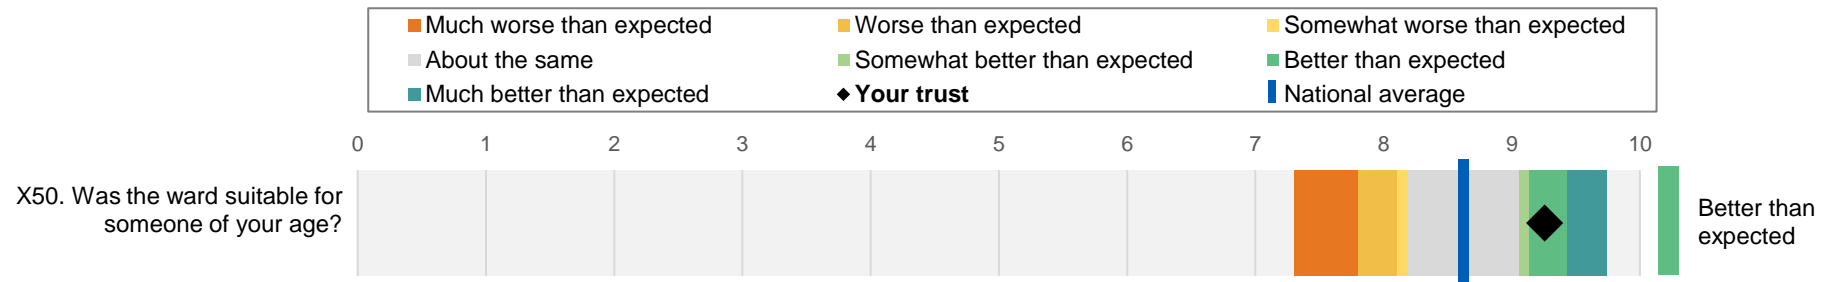 Much worse than expected
Worse than expected
Somewhat worse than expected
About the same
Somewhat better than expected
Better than expected
Much better than expected
Your trust
National average
0 1 2 3 4 5 6 7 8 9 10
X50. Was the ward suitable for
someone of your age?
Better than
expected